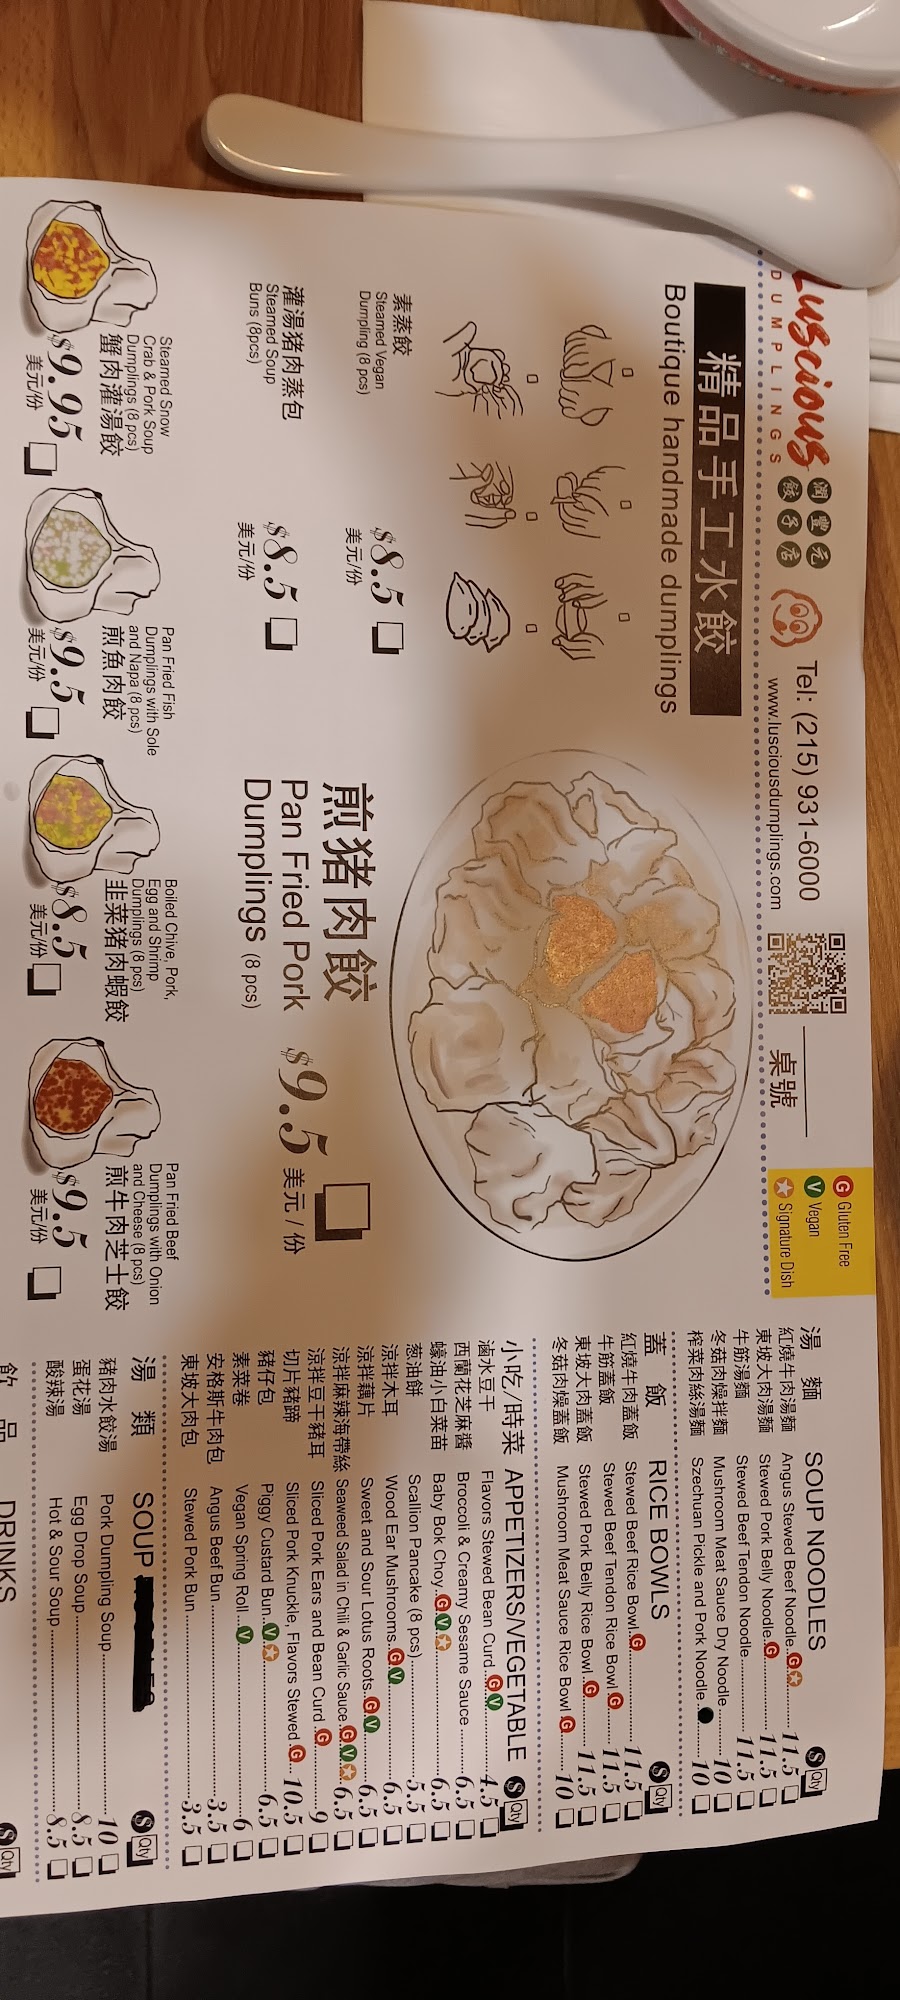 Luscious
DUMPLINGS
潤豐元
餃子店
Tel: (215) 931-6000
www.lusciousdumplings.com
桌號
G Gluten Free
V Vegan
Signature Dish
精品手工水餃
Boutique handmade dumplings
素蒸餃
Steamed Vegan
Dumpling (8 pcs)
$8.5
美元/份
灌湯猪肉蒸包
Steamed Soup
Buns (8pcs)
$8.5
美元/份
煎猪肉餃
Pan Fried Pork
Dumplings (8 pcs)
$9.5 美元/份
Steamed Snow
Crab & Pork Soup
Dumplings (8 pcs)
蟹肉灌湯餃
$9.95
美元/份
Pan Fried Fish
Dumplings with Sole
and Napa (8 pcs)
煎魚肉餃
$9.5
美元/份
Boiled Chive, Pork,
Egg and Shrimp
Dumplings (8 pcs)
韭菜猪肉蝦餃
$8.5
美元/份
Pan Fried Beef
Dumplings with Onion
and Cheese (8 pcs)
煎牛肉芝士餃
$9.5
美元/份
湯 麵 SOUP NOODLES $ Qty
紅燒牛肉湯麵 Angus Stewed Beef Noodle G 11.5
東坡大肉湯麵 Stewed Pork Belly Noodle G 11.5
牛筋湯麵 Stewed Beef Tendon Noodle 11.5
冬菇肉燥拌麵 Mushroom Meat Sauce Dry Noodle 10
榨菜肉絲湯麵 Szechuan Pickle and Pork Noodle 10
蓋 飯 RICE BOWLS $ Qty
紅燒牛肉蓋飯 Stewed Beef Rice Bowl G 11.5
牛筋蓋飯 Stewed Beef Tendon Rice Bowl G 11.5
東坡大肉蓋飯 Stewed Pork Belly Rice Bowl G 11.5
冬菇肉燥蓋飯 Mushroom Meat Sauce Rice Bowl G 10
小吃/時菜 APPETIZERS/VEGETABLE $ Qty
滷水豆干 Flavors Stewed Bean Curd G V 4.5
西蘭花芝麻醬 Broccoli & Creamy Sesame Sauce 6.5
蠔油小白菜苗 Baby Bok Choy G V 6.5
葱油餅 Scallion Pancake (8 pcs) 5.5
涼拌木耳 Wood Ear Mushrooms G V 6.5
涼拌藕片 Sweet and Sour Lotus Roots G V 6.5
涼拌麻辣海帶絲 Seaweed Salad in Chili & Garlic Sauce G V 6.5
涼拌豆干豬耳 Sliced Pork Ears and Bean Curd G 9
切片豬蹄 Sliced Pork Knuckle, Flavors Stewed G 10.5
豬仔包 Piggy Custard Bun V 6.5
素菜卷 Vegan Spring Roll V 6
安格斯牛肉包 Angus Beef Bun 3.5
東坡大肉包 Stewed Pork Bun 3.5
湯 類 SOUP $ Qty
豬肉水餃湯 Pork Dumpling Soup 10
蛋花湯 Egg Drop Soup 8.5
酸辣湯 Hot & Sour Soup 8.5
飲 品 DRINKS $ Qty